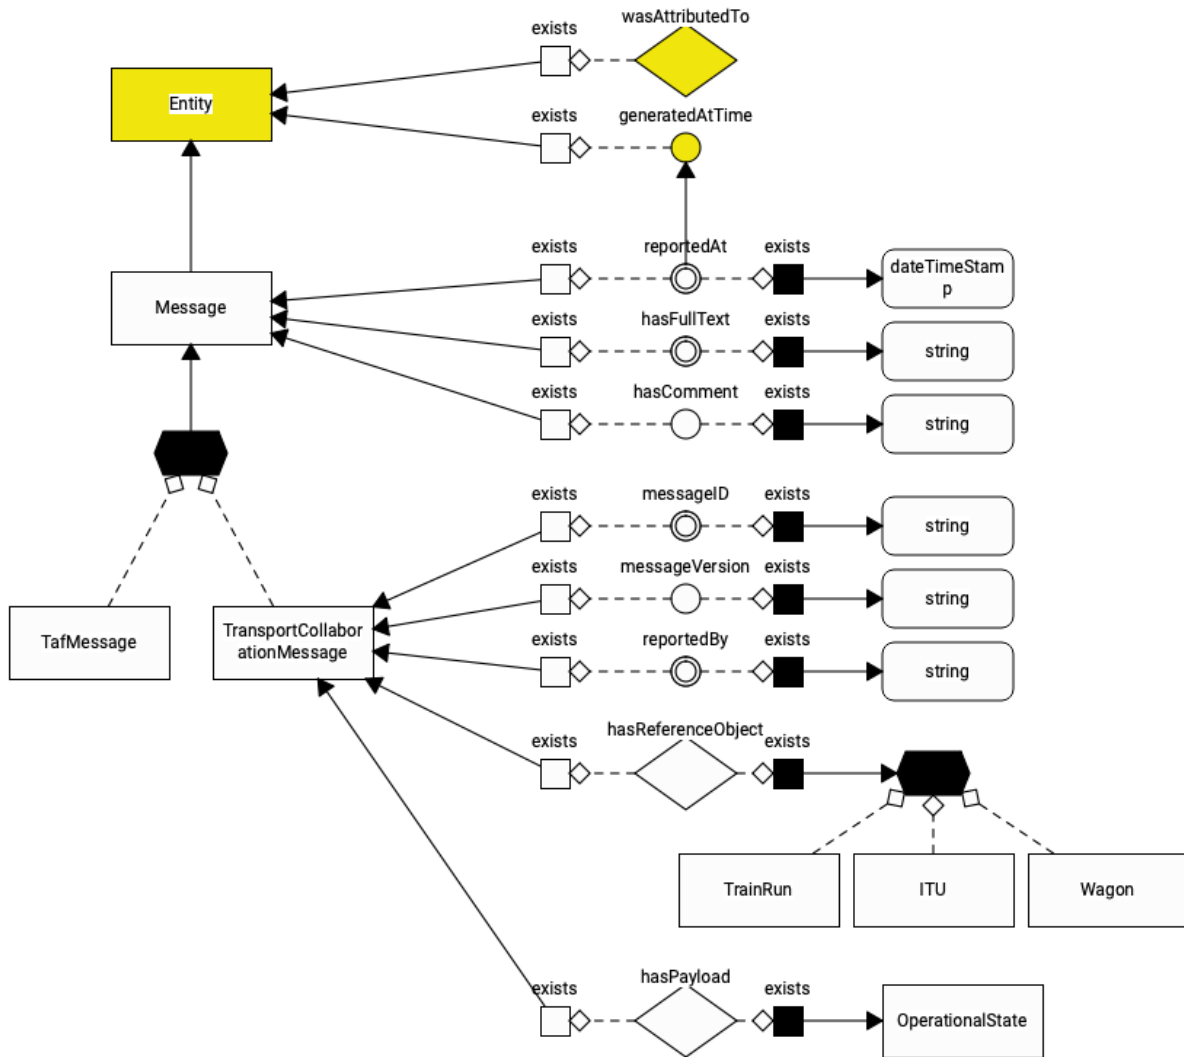 wasAttributedTo
exists
Entity
generatedAtTime
exists
exists
reportedAt
exists
dateTimeStam
p
Message
exists
hasFullText
exists
string
exists
hasComment
exists
string
exists
messageID
exists
string
exists
messageVersion
exists
string
TafMessage
TransportCollabor
ationMessage
exists
reportedBy
exists
string
exists
hasReferenceObject
exists
TrainRun
ITU
Wagon
exists
hasPayload
exists
OperationalState